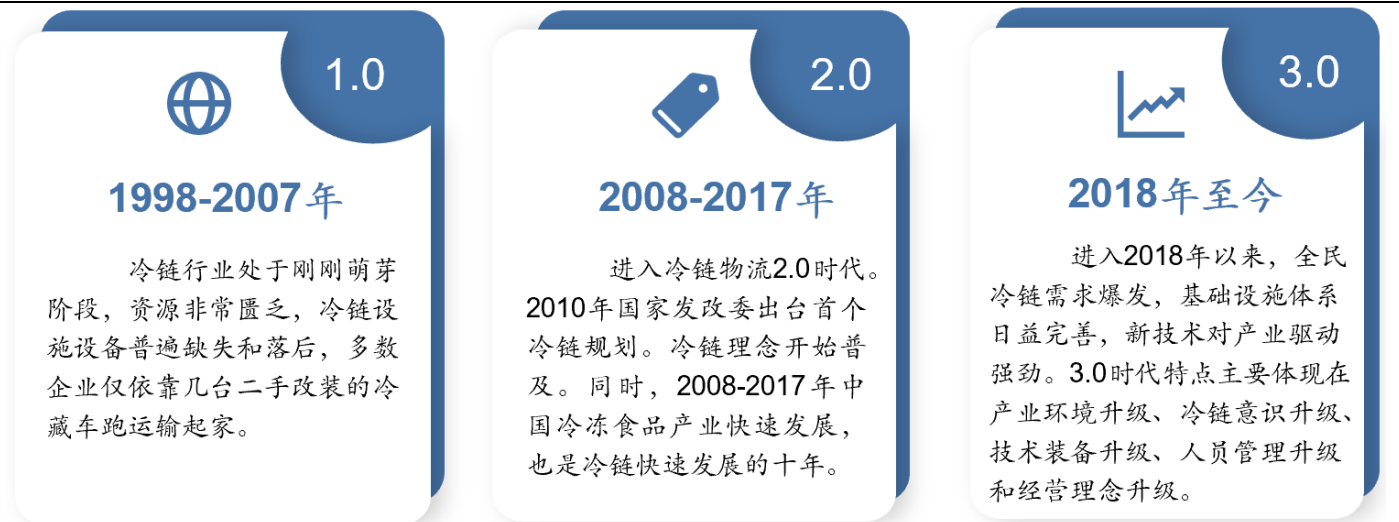 1.0
1998-2007年
冷链行业处于刚刚萌芽
阶段，资源非常匮乏，冷链设
施设备普遍缺失和落后，多数
企业仅依靠几台二手改装的冷
藏车跑运输起家。
2.0
2008-2017年
进入冷链物流2.0时代。
2010年国家发改委出台首个
冷链规划。冷链理念开始普
及。同时，2008-2017年中
国冷冻食品产业快速发展，
也是冷链快速发展的十年。
3.0
2018年至今
进入2018年以来，全民
冷链需求爆发，基础设施体系
日益完善，新技术对产业驱动
强劲。3.0时代特点主要体现在
产业环境升级、冷链意识升级、
技术装备升级、人员管理升级
和经营理念升级。